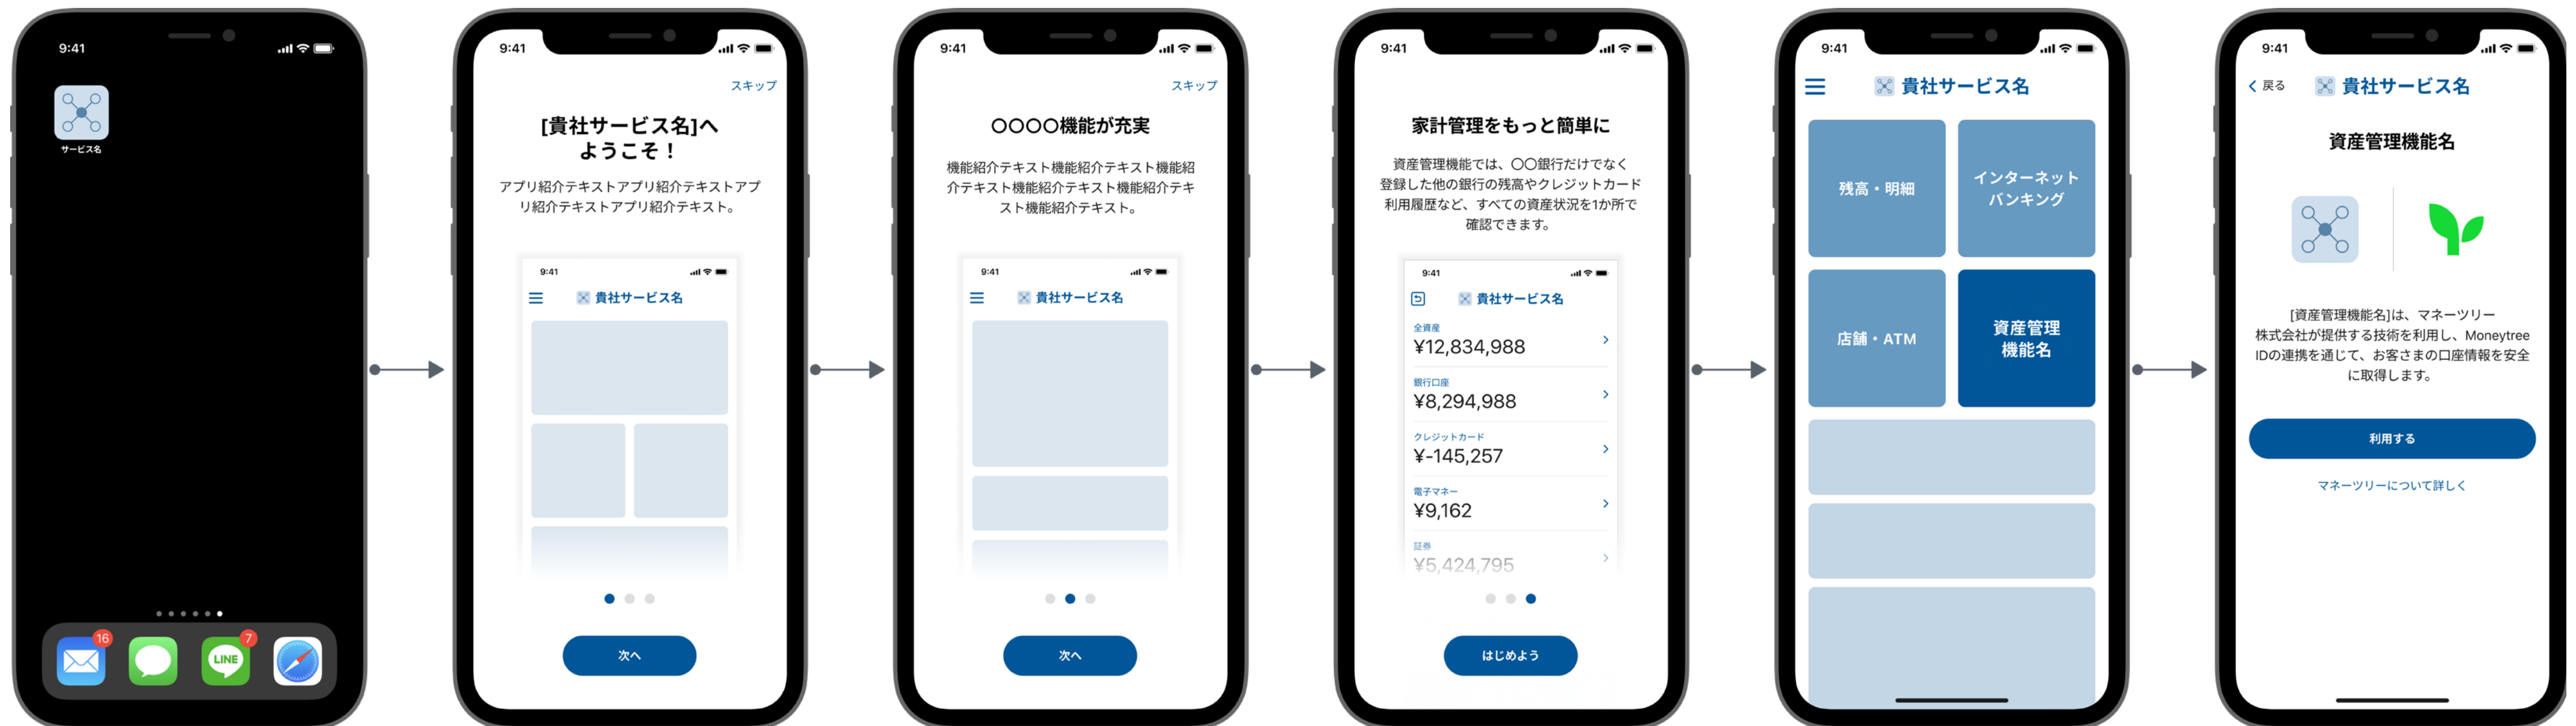 9:41
サービス名
16
7
LINE
9:41
スキップ
[貴社サービス名]へ
ようこそ！
アプリ紹介テキストアプリ紹介テキストアプ
リ紹介テキストアプリ紹介テキスト。
9:41
貴社サービス名
次へ
9:41
スキップ
〇〇〇〇機能が充実
機能紹介テキスト機能紹介テキスト機能紹
介テキスト機能紹介テキスト機能紹介テキ
スト機能紹介テキスト。
9:41
貴社サービス名
次へ
9:41
家計管理をもっと簡単に
資産管理機能では、〇〇銀行だけでなく
登録した他の銀行の残高やクレジットカード
利用履歴など、すべての資産状況を1か所で
確認できます。
9:41
貴社サービス名
全資産
¥12,834,988
銀行口座
¥8,294,988
クレジットカード
¥-145,257
電子マネー
¥9,162
証券
¥5,424,795
はじめよう
9:41
貴社サービス名
残高・明細
インターネット
バンキング
店舗・ATM
資産管理
機能名
9:41
戻る
貴社サービス名
資産管理機能名
[資産管理機能名]は、マネーツリー
株式会社が提供する技術を利用し、Moneytree
IDの連携を通じて、お客さまの口座情報を安全
に取得します。
利用する
マネーツリーについて詳しく